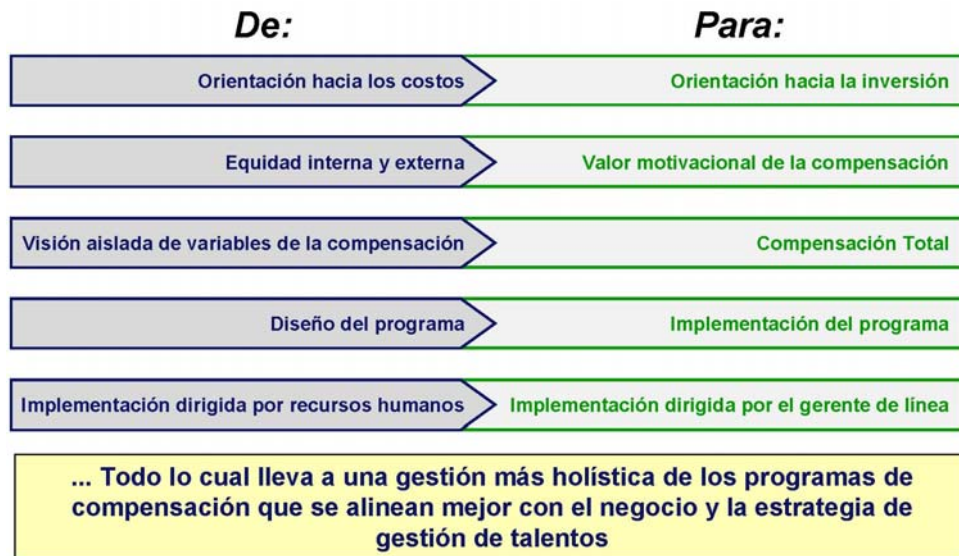 De: Para:
Orientación hacia los costos Orientación hacia la inversión
Equidad interna y externa Valor motivacional de la compensación
Visión aislada de variables de la compensación Compensación Total
Diseño del programa Implementación del programa
Implementación dirigida por recursos humanos Implementación dirigida por el gerente de línea
... Todo lo cual lleva a una gestión más holística de los programas de
compensación que se alinean mejor con el negocio y la estrategia de
gestión de talentos